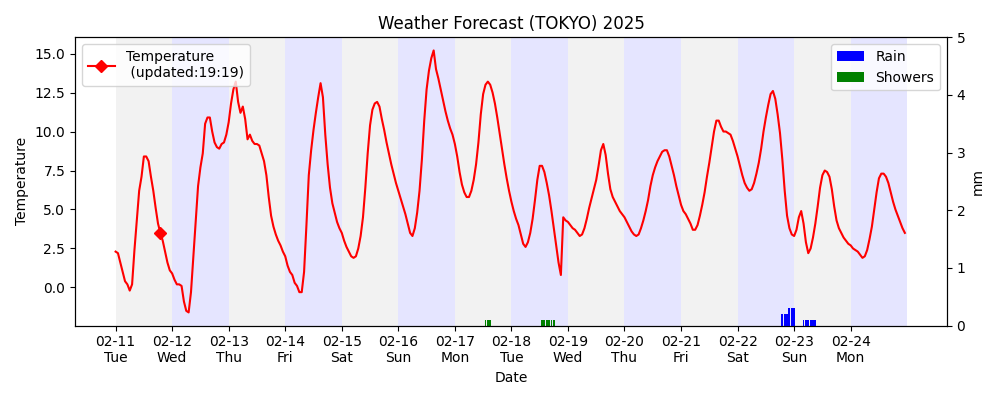 Weather Forecast (TOKYO) 2025
Temperature
(updated:19:19)
Rain
Showers
Temperature
15.0
12.5
10.0
7.5
5.0
2.5
0.0
5
4
3
2
1
0
mm
02-11 02-12 02-13 02-14 02-15 02-16 02-17 02-18 02-19 02-20 02-21 02-22 02-23 02-24
Tue Wed Thu Fri Sat Sun Mon Tue Wed Thu Fri Sat Sun Mon
Date